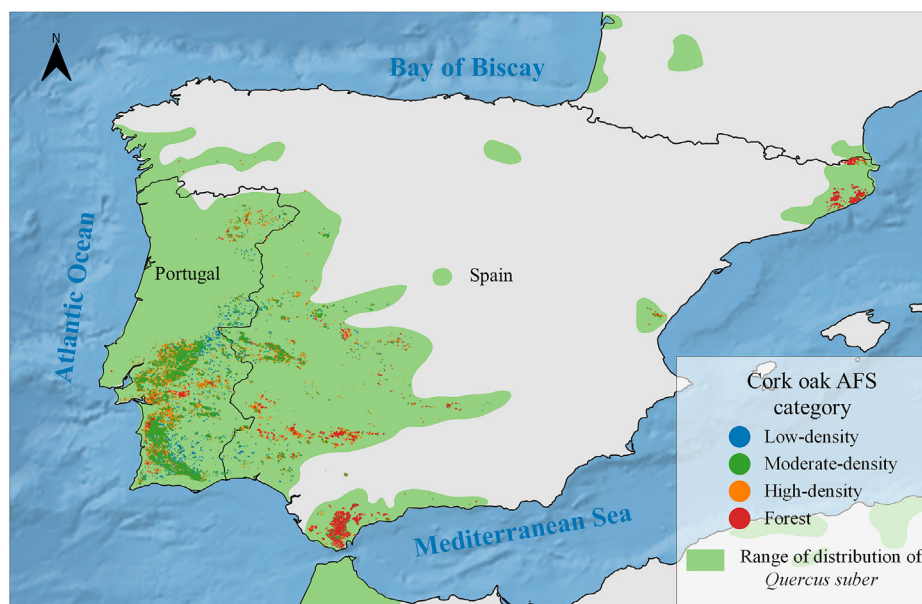 N
Bay of Biscay
Atlantic Ocean
Portugal
Spain
Mediterranean Sea
Cork oak AFS
category
Low-density
Moderate-density
High-density
Forest
Range of distribution of
Quercus suber